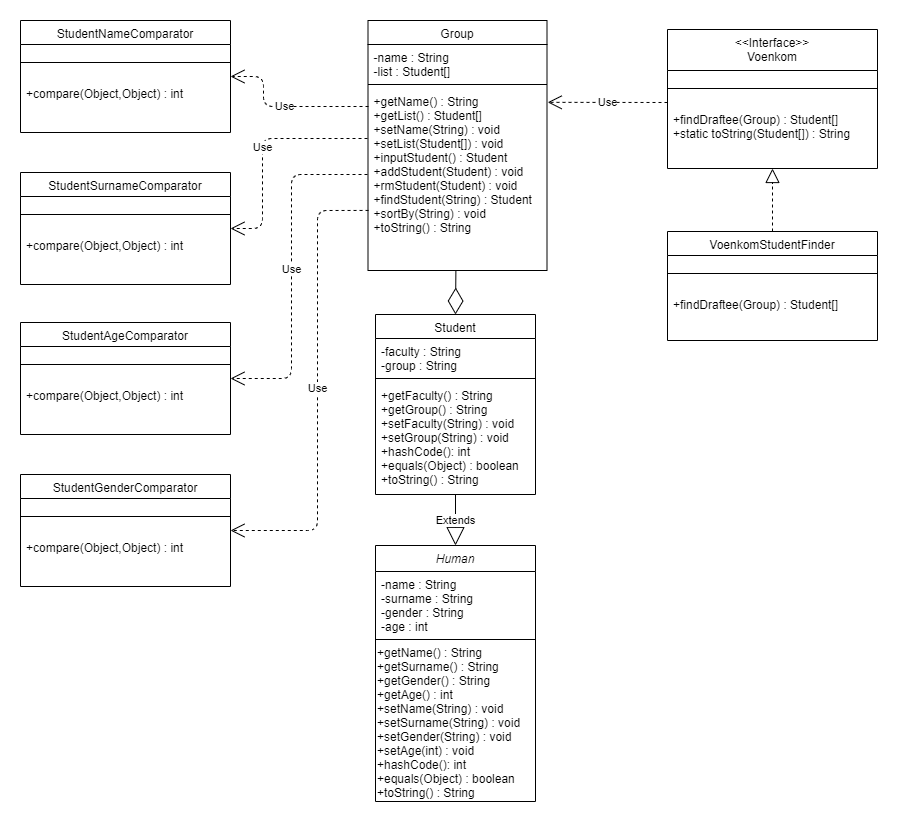 StudentNameComparator
+compare(Object,Object) : int
StudentSurnameComparator
+compare(Object,Object) : int
StudentAgeComparator
+compare(Object,Object) : int
StudentGenderComparator
+compare(Object,Object) : int
Use
Use
Use
Use
Group
-name : String
-list : Student[]
+getName() : String
+getList() : Student[]
+setName(String) : void
+setList(Student[]) : void
+inputStudent() : Student
+addStudent(Student) : void
+rmStudent(Student) : void
+findStudent(String) : Student
+sortBy(String) : void
+toString() : String
Student
-faculty : String
-group : String
+getFaculty() : String
+getGroup() : String
+setFaculty(String) : void
+setGroup(String) : void
+hashCode(): int
+equals(Object) : boolean
+toString() : String
Extends
Human
-name : String
-surname : String
-gender : String
-age : int
+getName() : String
+getSurname() : String
+getGender() : String
+getAge() : int
+setName(String) : void
+setSurname(String) : void
+setGender(String) : void
+setAge(int) : void
+hashCode(): int
+equals(Object) : boolean
+toString() : String
Use
<<Interface>>
Voenkom
+findDraftee(Group) : Student[]
+static toString(Student[]) : String
VoenkomStudentFinder
+findDraftee(Group) : Student[]